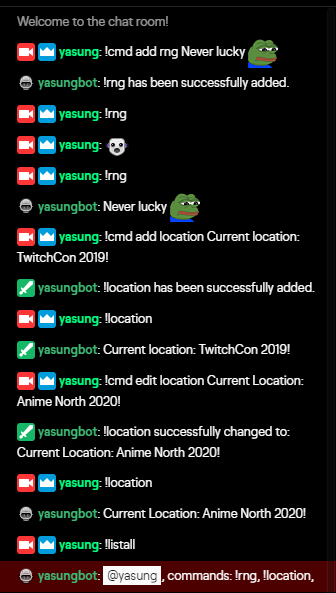 Welcome to the chat room!
yasung: !cmd add rng Never lucky
yasungbot: !rng has been successfully added.
yasung: !rng
yasung:
yasung: !rng
yasungbot: Never lucky
yasung: !cmd add location Current location:
TwitchCon 2019!
yasungbot: !location has been successfully added.
yasung: !location
yasungbot: Current location: TwitchCon 2019!
yasung: !cmd edit location Current Location:
Anime North 2020!
yasungbot: !location successfully changed to:
Current Location: Anime North 2020!
yasung: !location
yasungbot: Current Location: Anime North 2020!
yasung: !listall
yasungbot: @yasung, commands: !rng, !location,